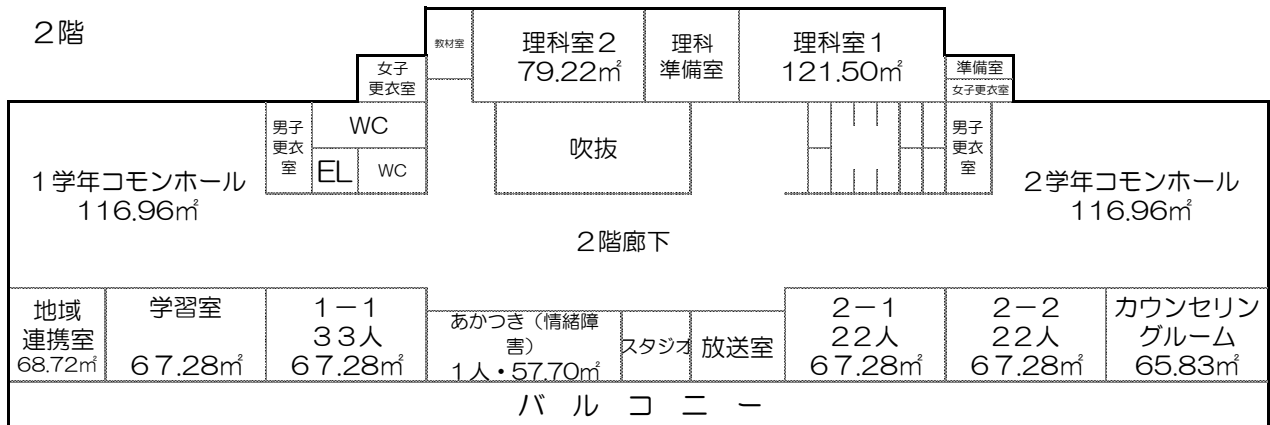 ２階
教材室
理科室２
79.22㎡
理科
準備室
理科室１
121.50㎡
女子
更衣室
準備室
女子更衣室
男子
更衣
室
WC
EL
WC
吹抜
男子
更衣
室
１学年コモンホール
116.96㎡
２学年コモンホール
116.96㎡
２階廊下
地域
連携室
68.72㎡
学習室
６７.28㎡
１－１
３３人
６７.28㎡
あかつき（情緒障
害）
１人・57.70㎡
スタジオ
放送室
２－１
２２人
６７.28㎡
２－２
２２人
６７.28㎡
カウンセリン
グルーム
65.83㎡
バ ル コ ニ ー